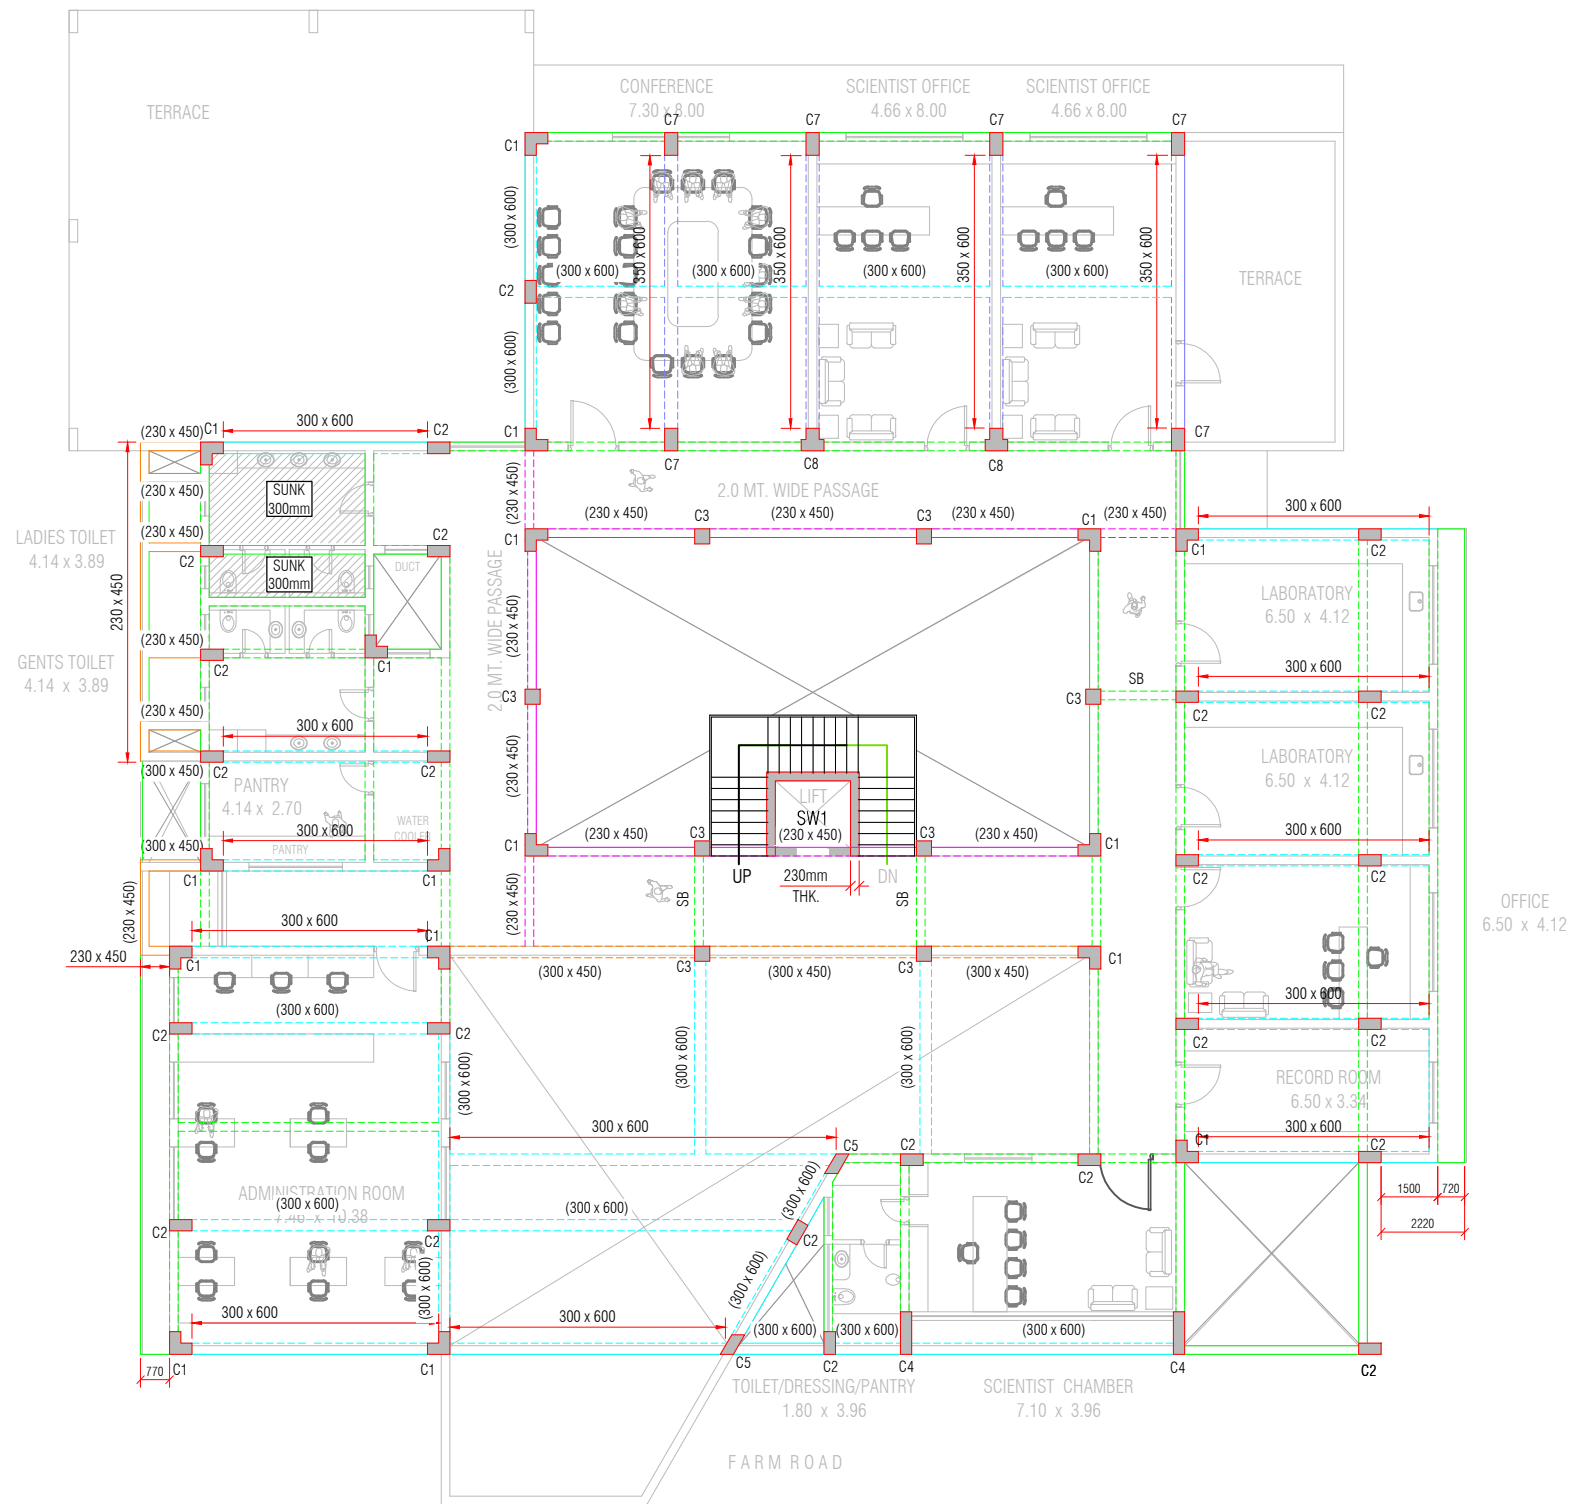 CONFERENCE
7.30 x 8.00
SCIENTIST OFFICE
4.66 x 8.00
SCIENTIST OFFICE
4.66 x 8.00
TERRACE
C7
C7
C7
C7
C1
(300 x 600)
350 x 600
350 x 600
350 x 600
350 x 600
(300 x 600)
(300 x 600)
(300 x 600)
(300 x 600)
TERRACE
C2
(300 x 600)
(230 x 450)
C1
300 x 600
C2
C1
C7
C7
C8
C8
(230 x 450)
2.0 MT. WIDE PASSAGE
(230 x 450)
SUNK
300mm
(230 x 450)
(230 x 450)
(230 x 450)
(230 x 450)
(230 x 450)
C3
C3
C1
300 x 600
LADIES TOILET
4.14 x 3.89
C2
C2
C1
C1
C2
SUNK
300mm
DUCT
230 x 450
2.0 MT. WIDE PASSAGE
(230 x 450)
LABORATORY
6.50 x 4.12
GENTS TOILET
4.14 x 3.89
(230 x 450)
C2
C1
300 x 600
SB
C3
C3
C2
C2
(230 x 450)
300 x 600
(230 x 450)
LABORATORY
6.50 x 4.12
(300 x 450)
C2
C2
PANTRY
4.14 x 2.70
WATER
COOLER
LIFT
SW1
300 x 600
PANTRY
(300 x 450)
300 x 600
C1
(230 x 450)
C3
(230 x 450)
C3
(230 x 450)
C1
C1
C1
UP
230mm
THK.
DN
C2
C2
(230 x 450)
(230 x 450)
SB
SB
OFFICE
6.50 x 4.12
300 x 600
C1
230 x 450
C1
(300 x 450)
C3
(300 x 450)
C3
(300 x 450)
C1
300 x 600
(300 x 600)
C2
C2
C2
C2
(300 x 600)
(300 x 600)
(300 x 600)
RECORD ROOM
6.50 x 3.34
300 x 600
C5
C2
C1
300 x 600
C2
C2
ADMINISTRATION ROOM
7.46 x 10.38
(300 x 600)
(300 x 600)
(300 x 600)
1500
720
2220
C2
C2
C2
(300 x 600)
(300 x 600)
300 x 600
300 x 600
(300 x 600)
(300 x 600)
(300 x 600)
770
C1
C1
C5
C2
C4
C4
C2
TOILET/DRESSING/PANTRY
1.80 x 3.96
SCIENTIST CHAMBER
7.10 x 3.96
FARM ROAD